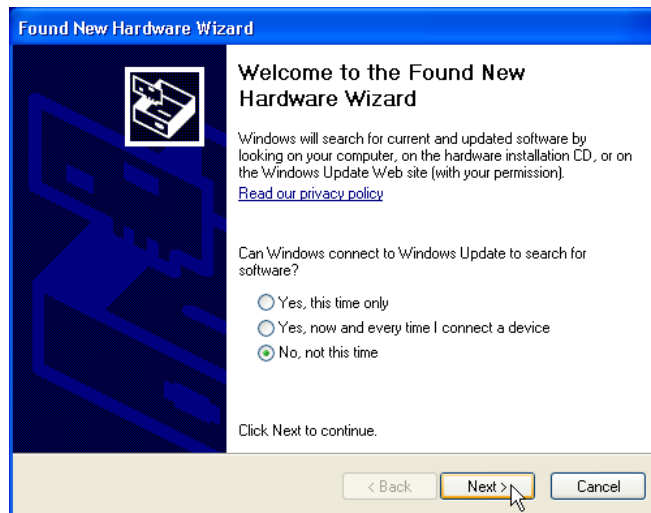 Found New Hardware Wizard
Welcome to the Found New
Hardware Wizard
Windows will search for current and updated software by
looking on your computer, on the hardware installation CD, or on
the Windows Update Web site (with your permission).
Read our privacy policy
Can Windows connect to Windows Update to search for
software?
Yes, this time only
Yes, now and every time I connect a device
No, not this time
Click Next to continue.
< Back Next > Cancel